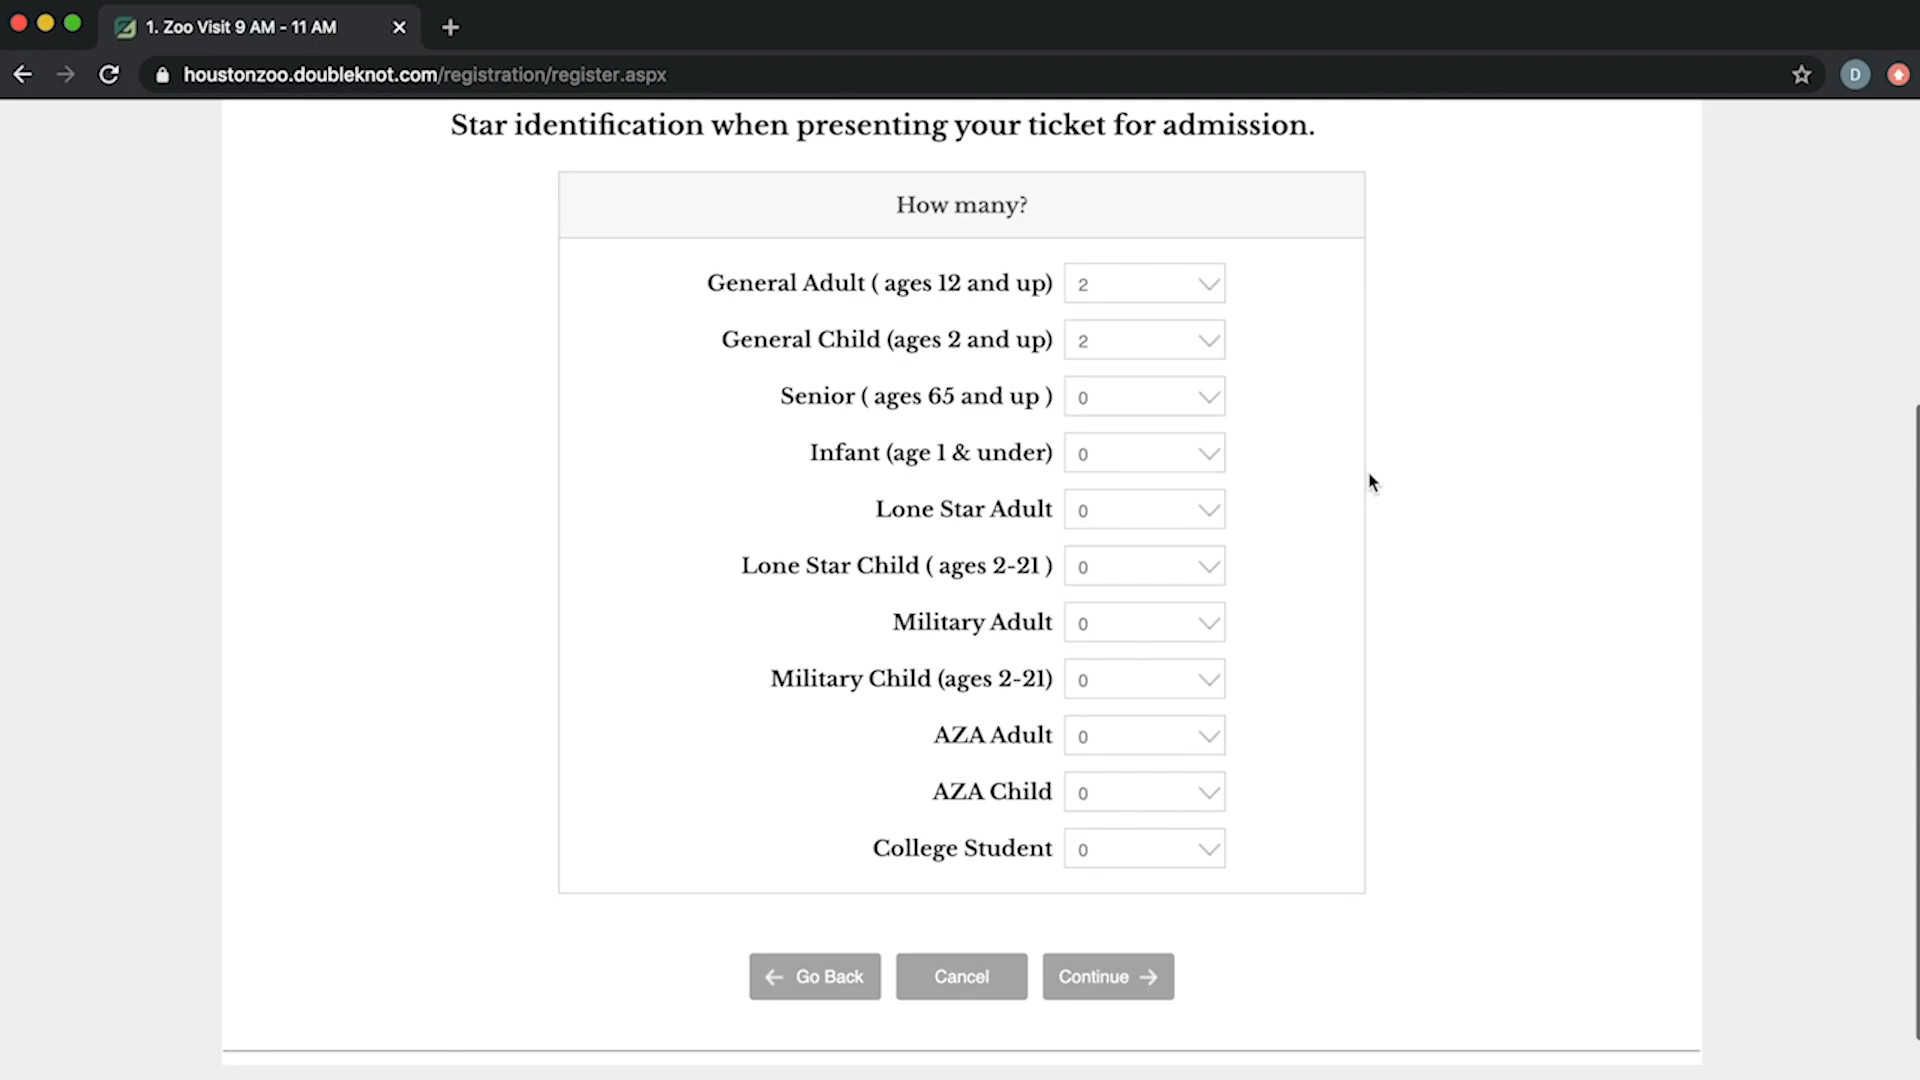 1. Zoo Visit 9 AM - 11 AM
houstonzoo.doubleknot.com/registration/register.aspx
D
Star identification when presenting your ticket for admission.
How many?
General Adult ( ages 12 and up) 2
General Child (ages 2 and up) 2
Senior ( ages 65 and up ) 0
Infant (age 1 & under) 0
Lone Star Adult 0
Lone Star Child ( ages 2-21 ) 0
Military Adult 0
Military Child (ages 2-21) 0
AZA Adult 0
AZA Child 0
College Student 0
Go Back Cancel Continue